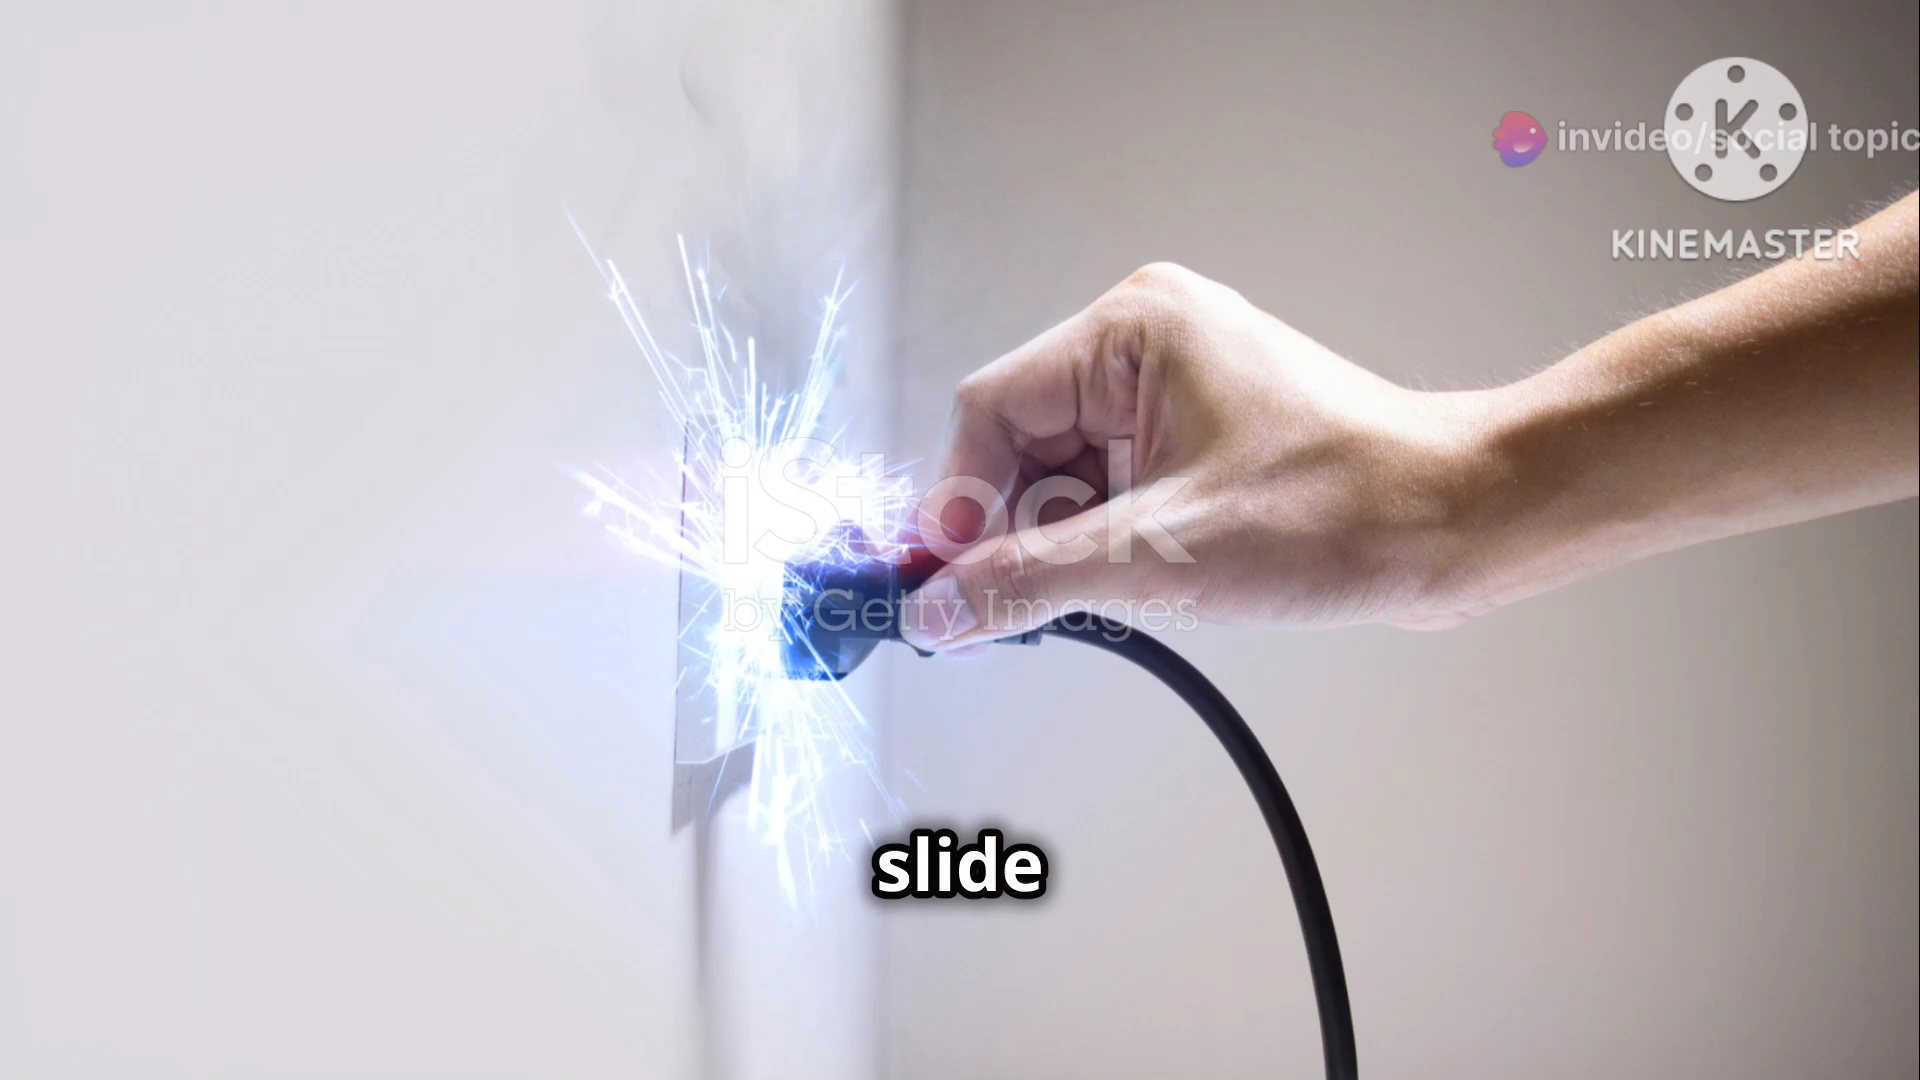 invideo/social topic
K
KINEMASTER
iStock
by Getty Images
slide